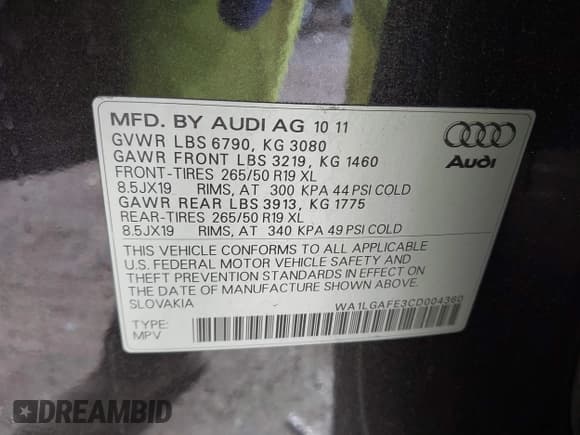 MFD. BY AUDI AG 10 11
GVWR LBS 6790, KG 3080
GAWR FRONT LBS 3219, KG 1460
FRONT-TIRES 265/50 R19 XL
8.5JX19 RIMS, AT 300 KPA 44 PSI COLD
GAWR REAR LBS 3913, KG 1775
REAR-TIRES 265/50 R19 XL
8.5JX19 RIMS, AT 340 KPA 49 PSI COLD
THIS VEHICLE CONFORMS TO ALL APPLICABLE
U.S. FEDERAL MOTOR VEHICLE SAFETY AND
THEFT PREVENTION STANDARDS IN EFFECT ON
THE DATE OF MANUFACTURE SHOWN ABOVE.
SLOVAKIA
WA1LGAFE3CD004360
TYPE:
MPV
Audi
DREAMBID